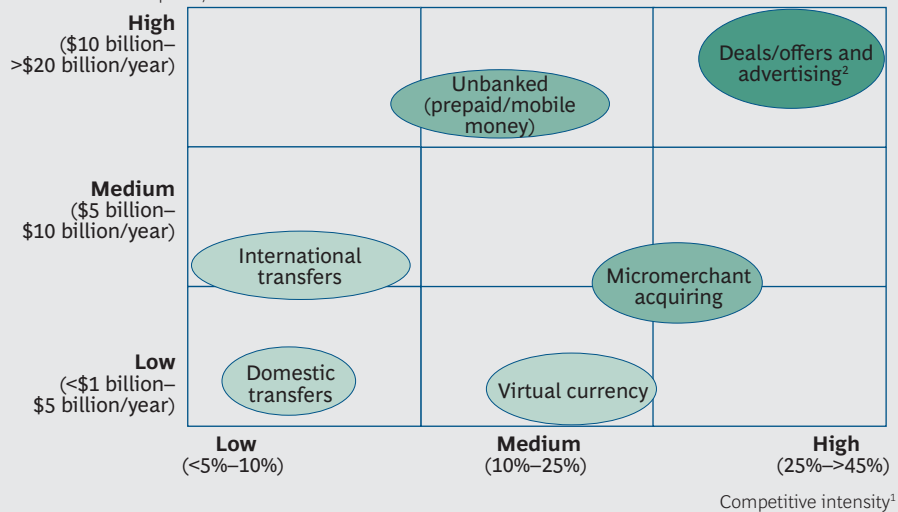 High
($10 billion–
>$20 billion/year)
Deals/offers and
advertising²
Unbanked
(prepaid/mobile
money)
Medium
($5 billion–
$10 billion/year)
International
transfers
Micromerchant
acquiring
Low
(<$1 billion–
$5 billion/year)
Domestic
transfers
Virtual currency
Low
(<5%–10%)
Medium
(10%–25%)
High
(25%–>45%)
Competitive intensity¹